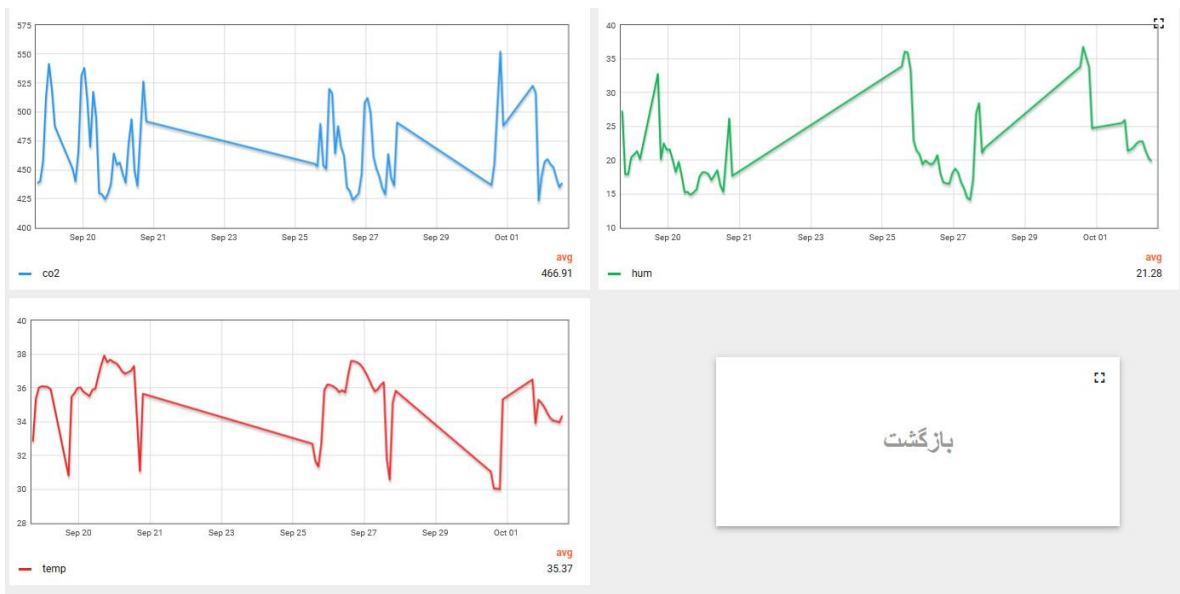 575
550
525
500
475
450
425
400
Sep 20 Sep 21 Sep 23 Sep 25 Sep 27 Sep 29 Oct 01
avg
co2 466.91
40
35
30
25
20
15
10
Sep 20 Sep 21 Sep 23 Sep 25 Sep 27 Sep 29 Oct 01
avg
hum 21.28
40
38
36
34
32
30
28
Sep 20 Sep 21 Sep 23 Sep 25 Sep 27 Sep 29 Oct 01
avg
temp 35.37
بازگشت